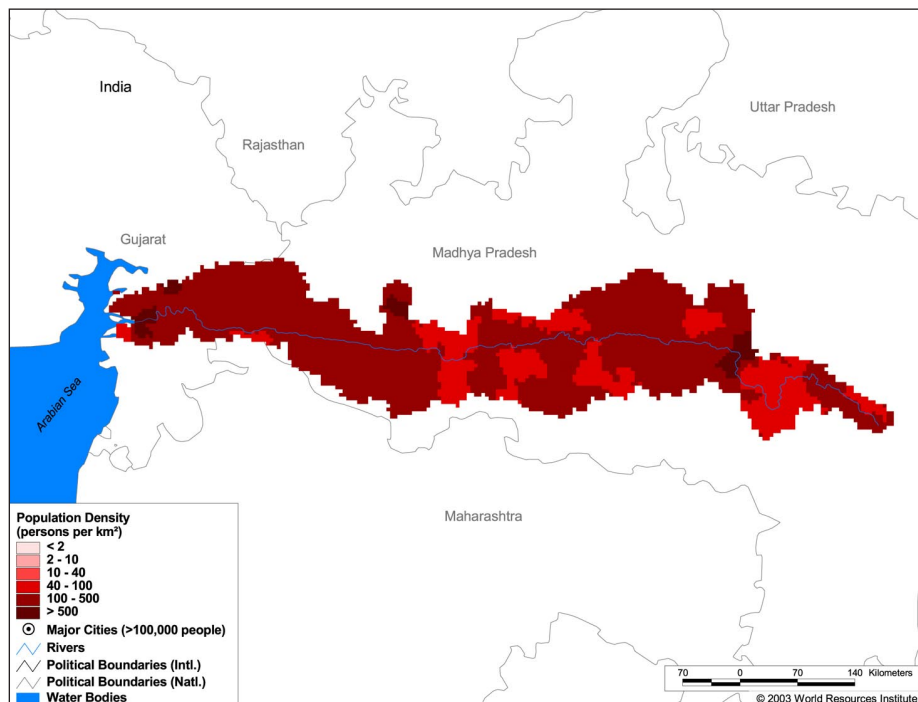 India
Uttar Pradesh
Rajasthan
Gujarat
Madhya Pradesh
Arabian Sea
Maharashtra
Population Density
(persons per km²)
< 2
2 - 10
10 - 40
40 - 100
100 - 500
> 500
Major Cities (>100,000 people)
Rivers
Political Boundaries (Intl.)
Political Boundaries (Natl.)
Water Bodies
70 0 70 140 Kilometers
© 2003 World Resources Institute